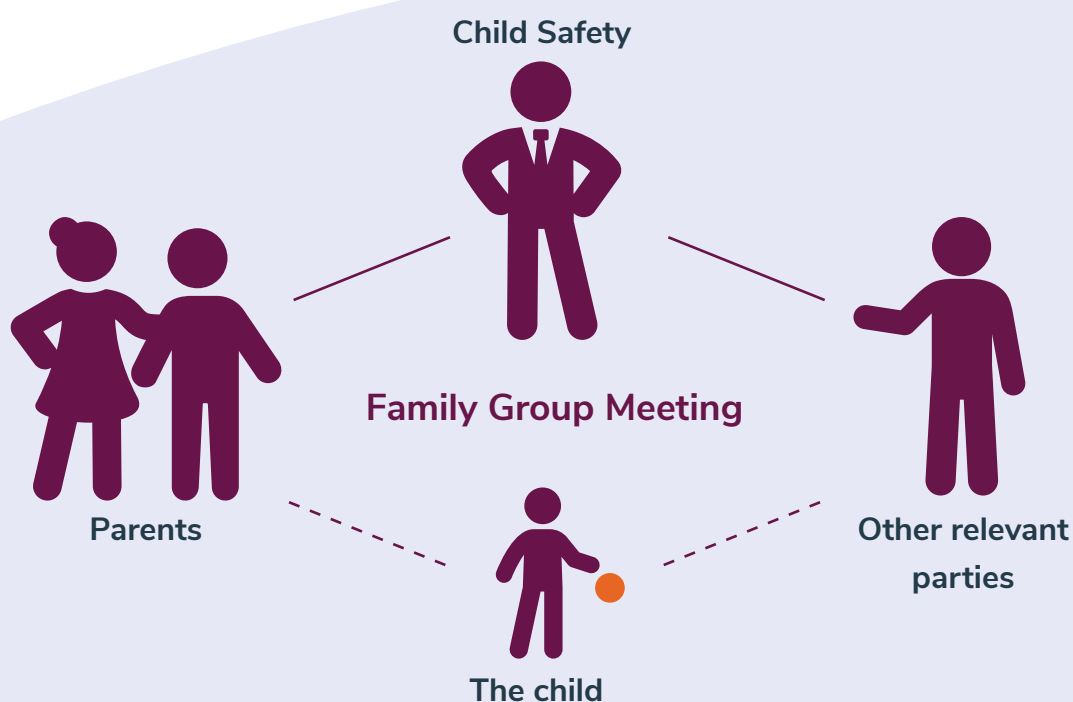 Child Safety
Family Group Meeting
Parents
Other relevant
parties
The child